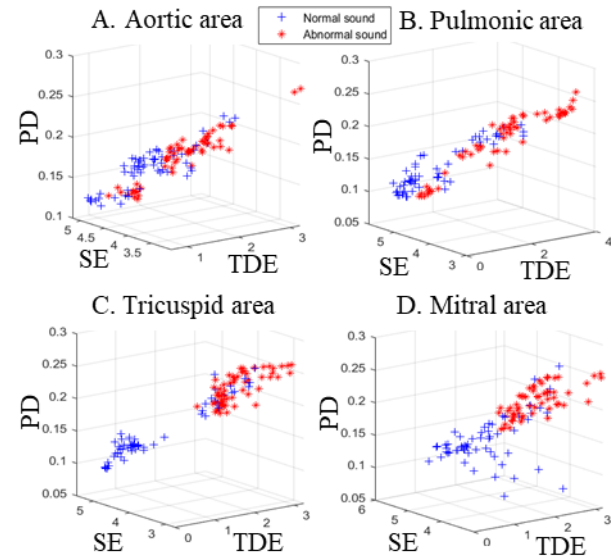 A. Aortic area
Normal sound
Abnormal sound
B. Pulmonic area
0.3
0.25
0.2
0.15
0.1
PD
5
4.5
4
3.5
SE
1
2
3
TDE
0.3
0.25
0.2
0.15
0.1
0.05
PD
5
4
3
SE
0
2
4
TDE
C. Tricuspid area
D. Mitral area
0.3
0.25
0.2
0.15
0.1
0.05
PD
5
4
3
SE
0
1
2
3
TDE
0.3
0.25
0.2
0.15
0.1
0.05
PD
6
5
4
SE
0
1
2
3
TDE